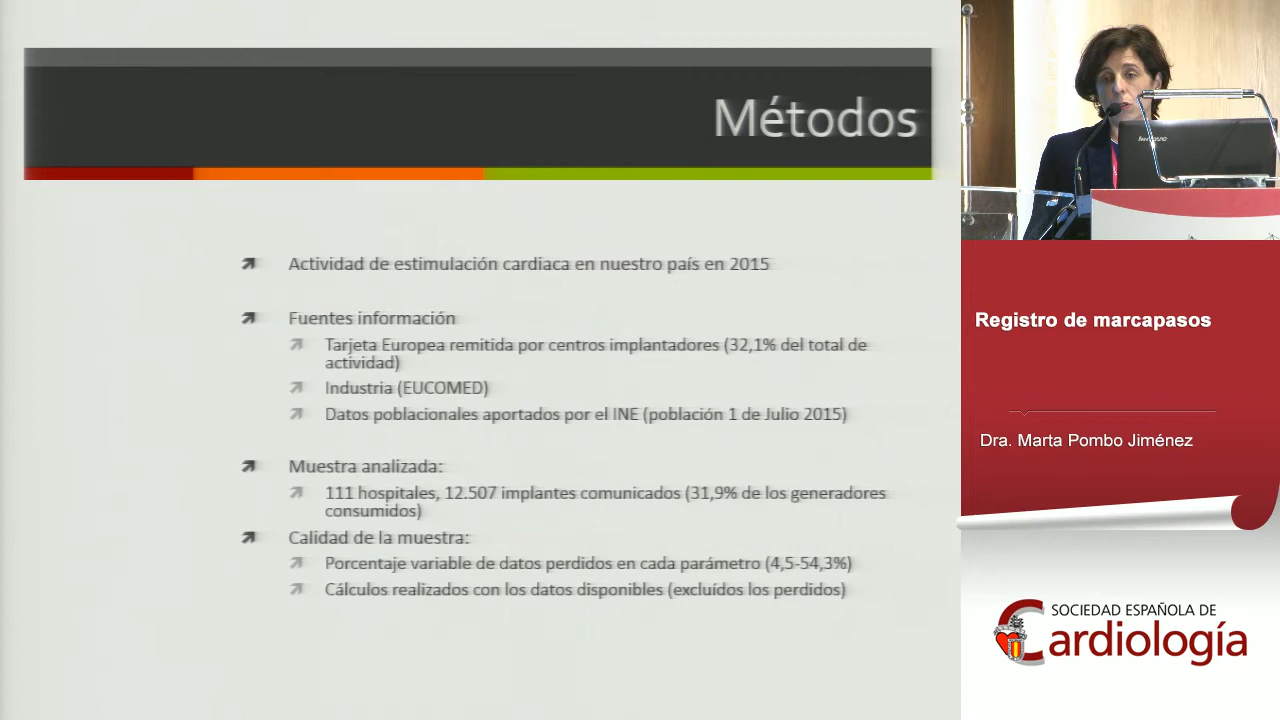 Métodos
Actividad de estimulación cardiaca en nuestro país en 2015
Fuentes información
Tarjeta Europea remitida por centros implantadores (32,1% del total de
actividad)
Industria (EUCOMED)
Datos poblacionales aportados por el INE (población 1 de Julio 2015)
Muestra analizada:
111 hospitales, 12.507 implantes comunicados (31,9% de los generadores
consumidos)
Calidad de la muestra:
Porcentaje variable de datos perdidos en cada parámetro (4,5-54,3%)
Cálculos realizados con los datos disponibles (excluídos los perdidos)
lenovo
Registro de marcapasos
Dra. Marta Pombo Jiménez
SOCIEDAD ESPAÑOLA DE
Cardiología